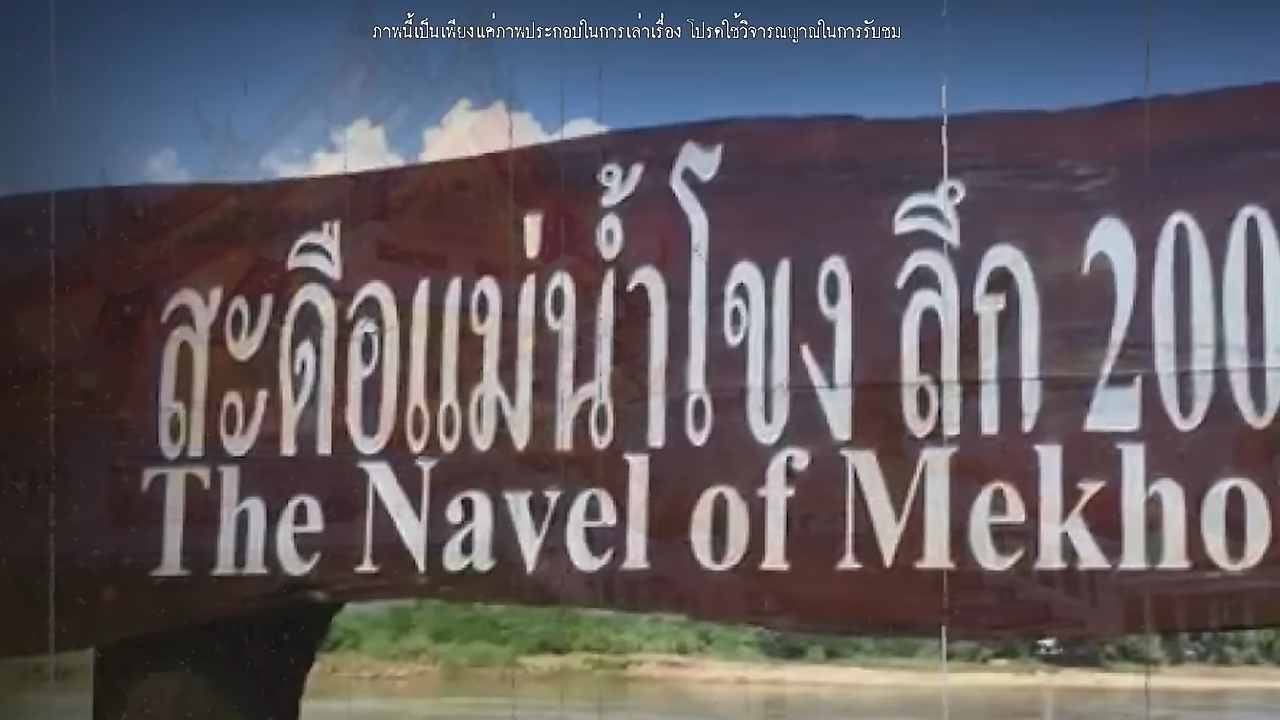 ภาพนี้เป็นเพียงแค่ภาพประกอบในการเล่าเรื่อง โปรดใช้วิจารณญาณในการรับชม
สะดือแม่น้ำโขง ลึก 200
The Navel of Mekho